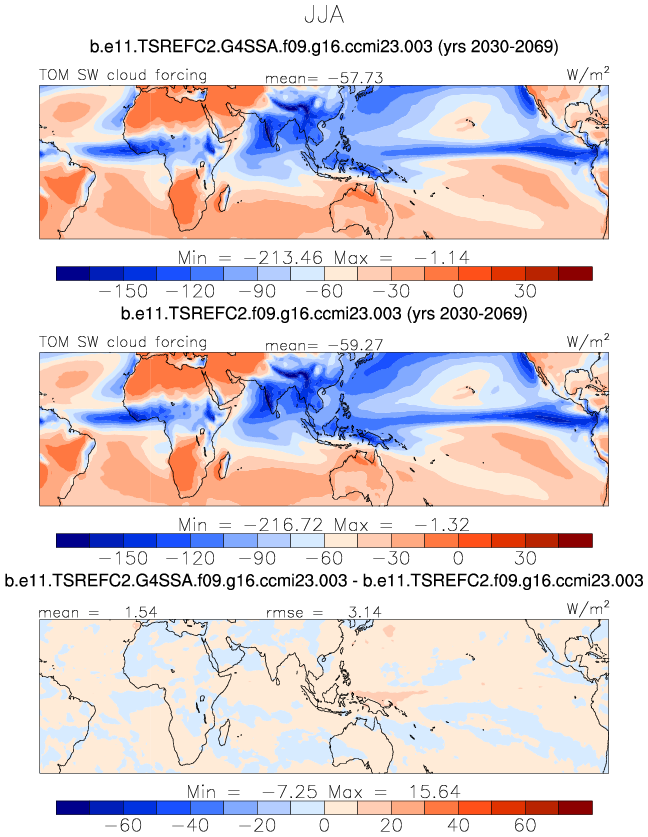 JJA
b.e11.TSREFC2.G4SSA.f09.g16.ccmi23.003 (yrs 2030-2069)
TOM SW cloud forcing mean= -57.73 W/m²
Min = -213.46 Max = -1.14
-150 -120 -90 -60 -30 0 30
b.e11.TSREFC2.f09.g16.ccmi23.003 (yrs 2030-2069)
TOM SW cloud forcing mean= -59.27 W/m²
Min = -216.72 Max = -1.32
-150 -120 -90 -60 -30 0 30
b.e11.TSREFC2.G4SSA.f09.g16.ccmi23.003 - b.e11.TSREFC2.f09.g16.ccmi23.003
mean = 1.54 rmse = 3.14 W/m²
Min = -7.25 Max = 15.64
-60 -40 -20 0 20 40 60